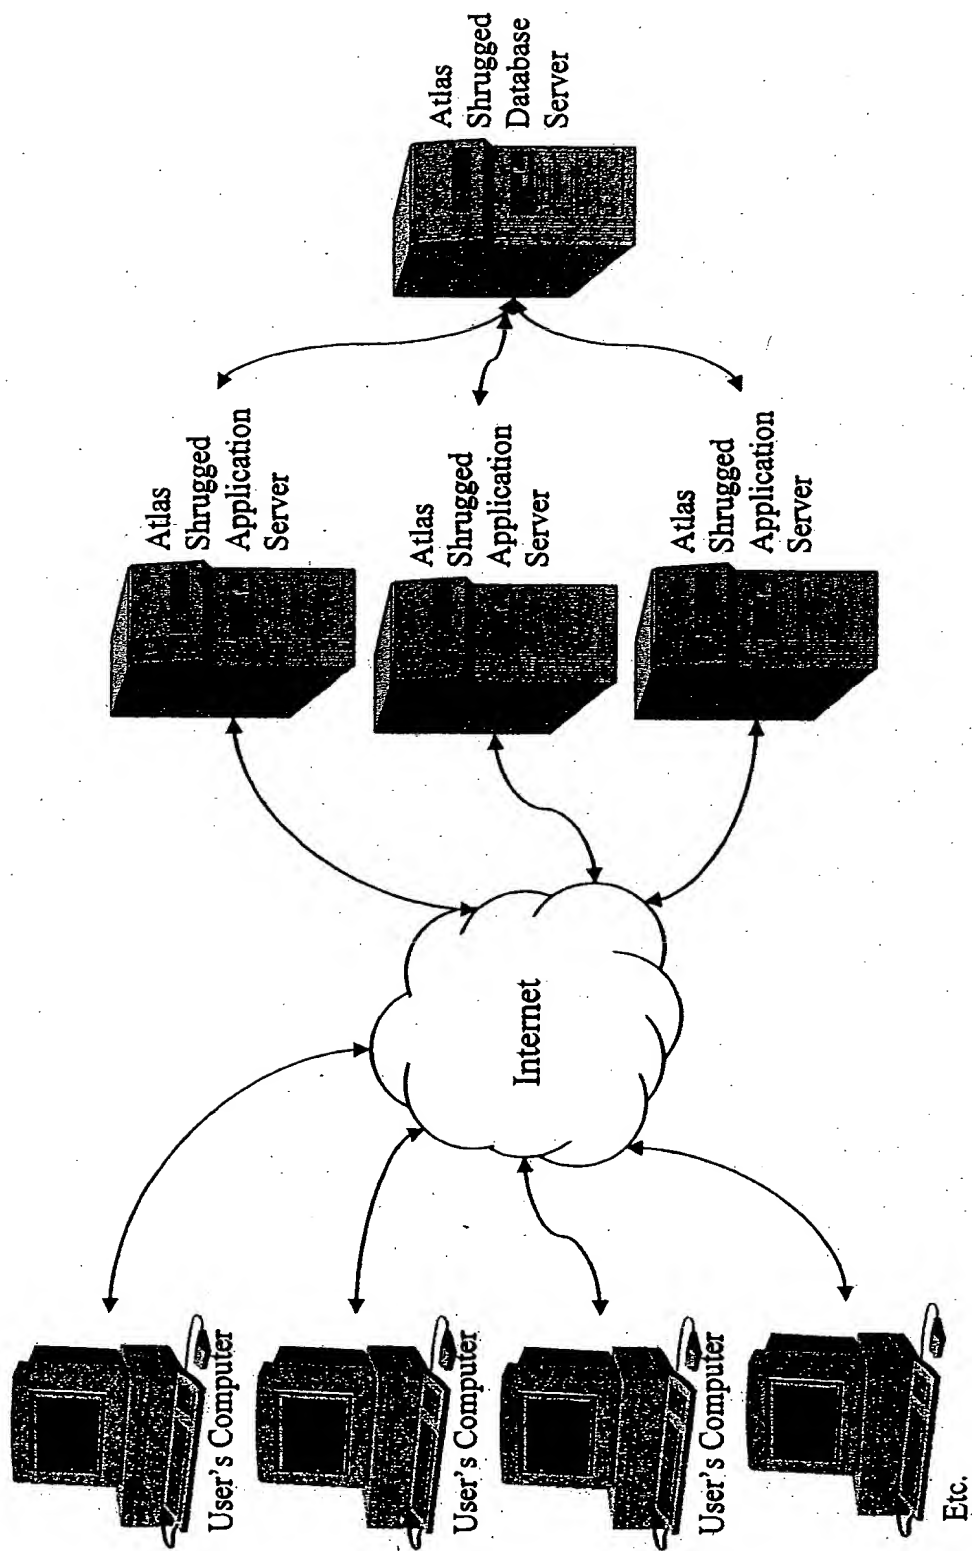 User's Computer
User's Computer
User's Computer
Etc.
Internet
Atlas
Shrugged
Application
Server
Atlas
Shrugged
Application
Server
Atlas
Shrugged
Application
Server
Atlas
Shrugged
Database
Server